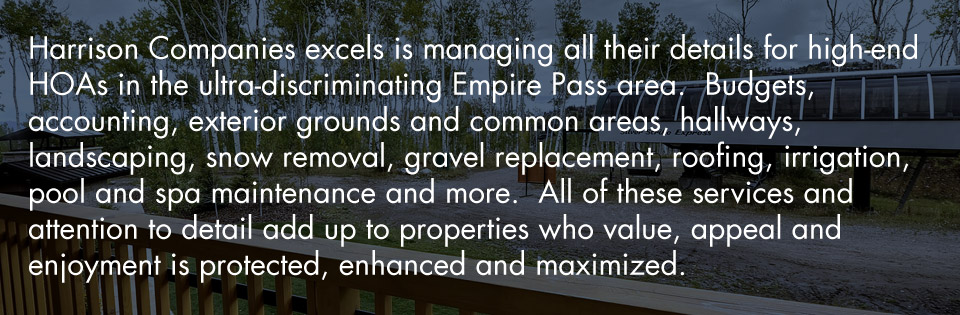 Harrison Companies excels is managing all their details for high-end
HOAs in the ultra-discriminating Empire Pass area.  Budgets,
accounting, exterior grounds and common areas, hallways,
landscaping, snow removal, gravel replacement, roofing, irrigation,
pool and spa maintenance and more.  All of these services and
attention to detail add up to properties who value, appeal and
enjoyment is protected, enhanced and maximized.